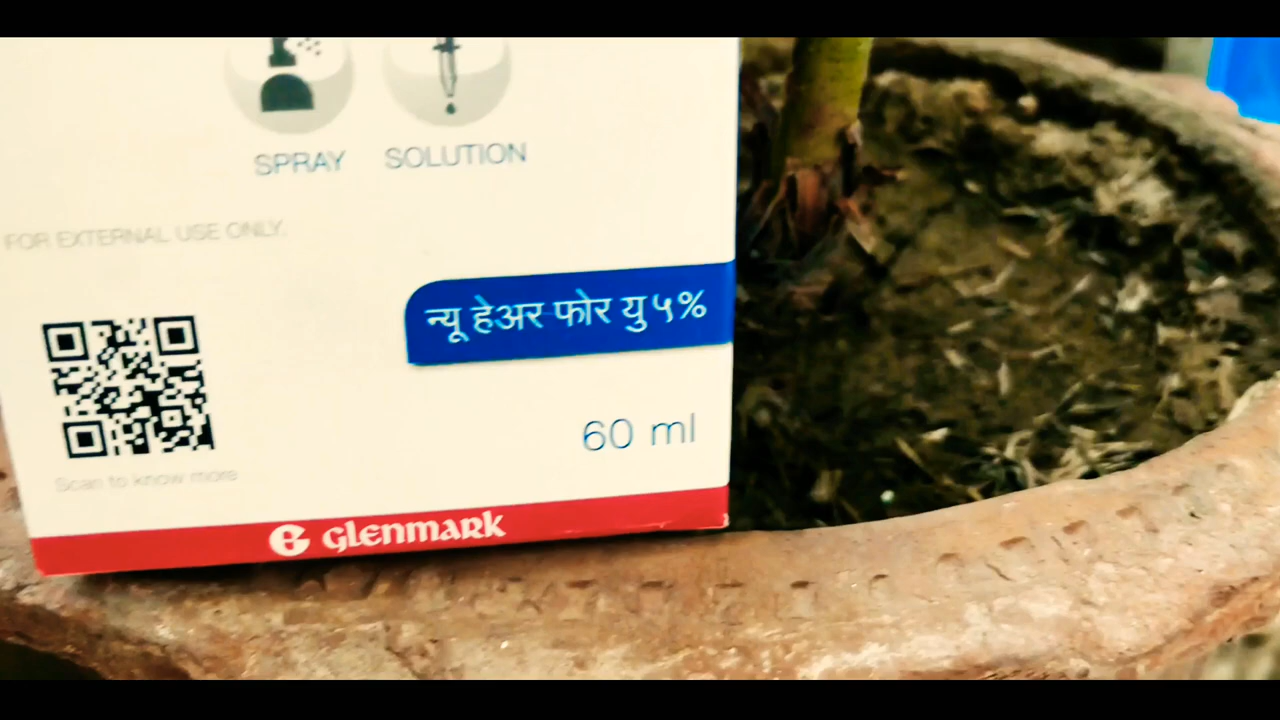 SPRAY SOLUTION
FOR EXTERNAL USE ONLY.
न्यू हेअर फोर यु ५%
60 ml
Scan to know more
GLENMARK